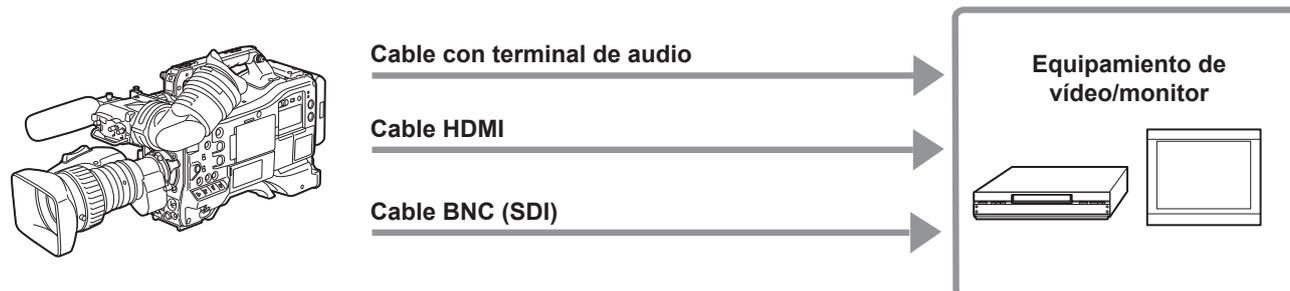 Cable con terminal de audio
Cable HDMI
Cable BNC (SDI)
Equipamiento de
vídeo/monitor